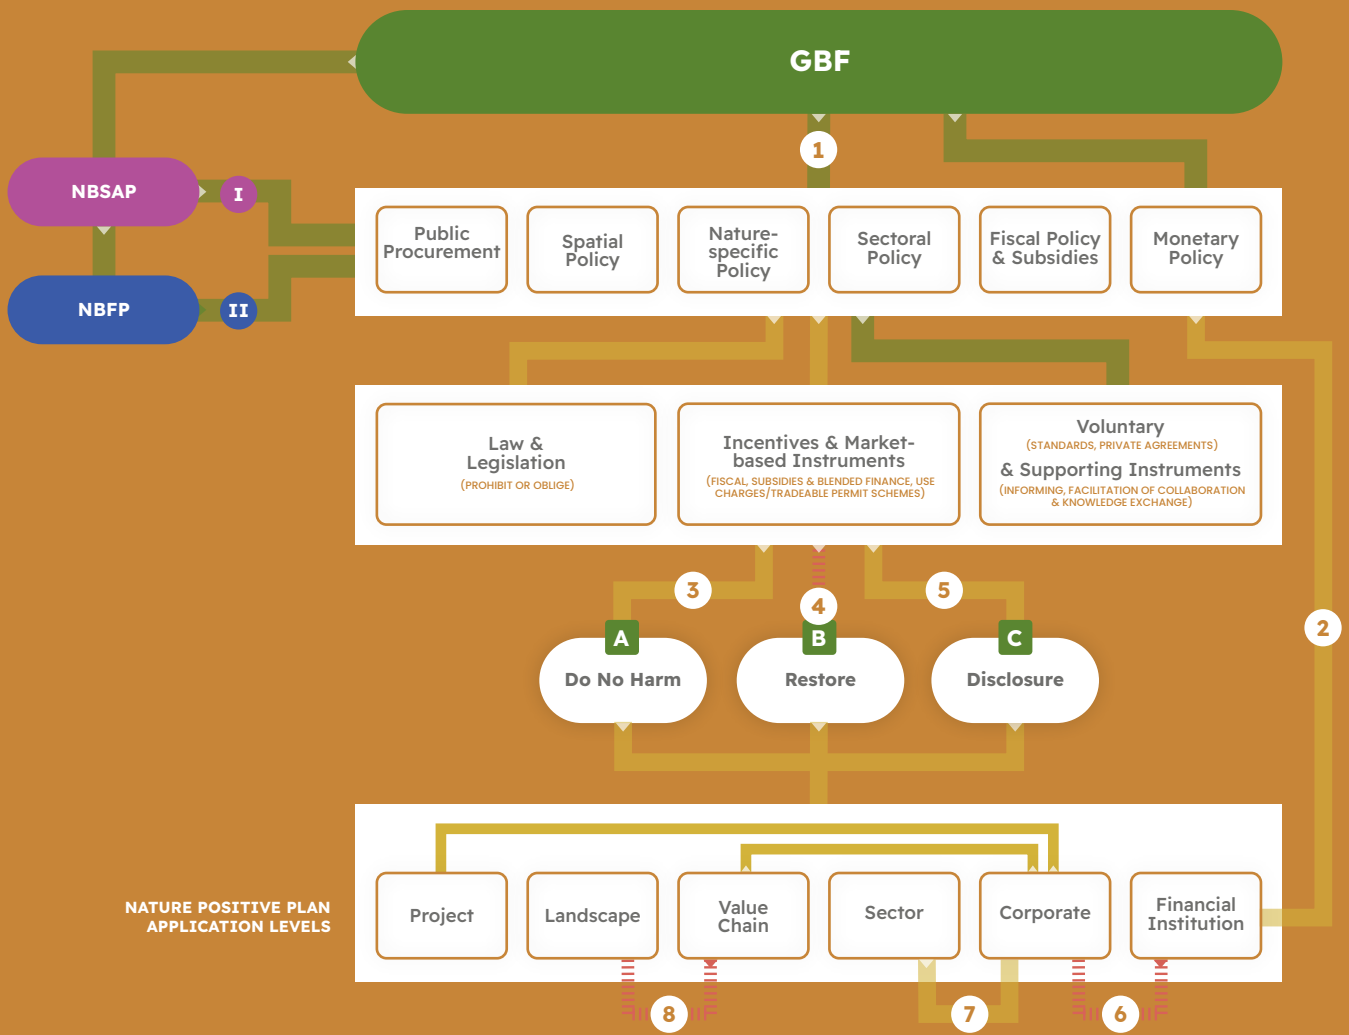 GBF
1
NBSAP
I
NBFP
II
Public
Procurement
Spatial
Policy
Nature-
specific
Policy
Sectoral
Policy
Fiscal Policy
& Subsidies
Monetary
Policy
Law &
Legislation
(PROHIBIT OR OBLIGE)
Incentives & Market-
based Instruments
(FISCAL, SUBSIDIES & BLENDED FINANCE, USE
CHARGES/TRADEABLE PERMIT SCHEMES)
Voluntary
(STANDARDS, PRIVATE AGREEMENTS)
& Supporting Instruments
(INFORMING, FACILITATION OF COLLABORATION
& KNOWLEDGE EXCHANGE)
3
4
5
2
A
Do No Harm
B
Restore
C
Disclosure
NATURE POSITIVE PLAN
APPLICATION LEVELS
Project
Landscape
Value
Chain
Sector
Corporate
Financial
Institution
8
7
6